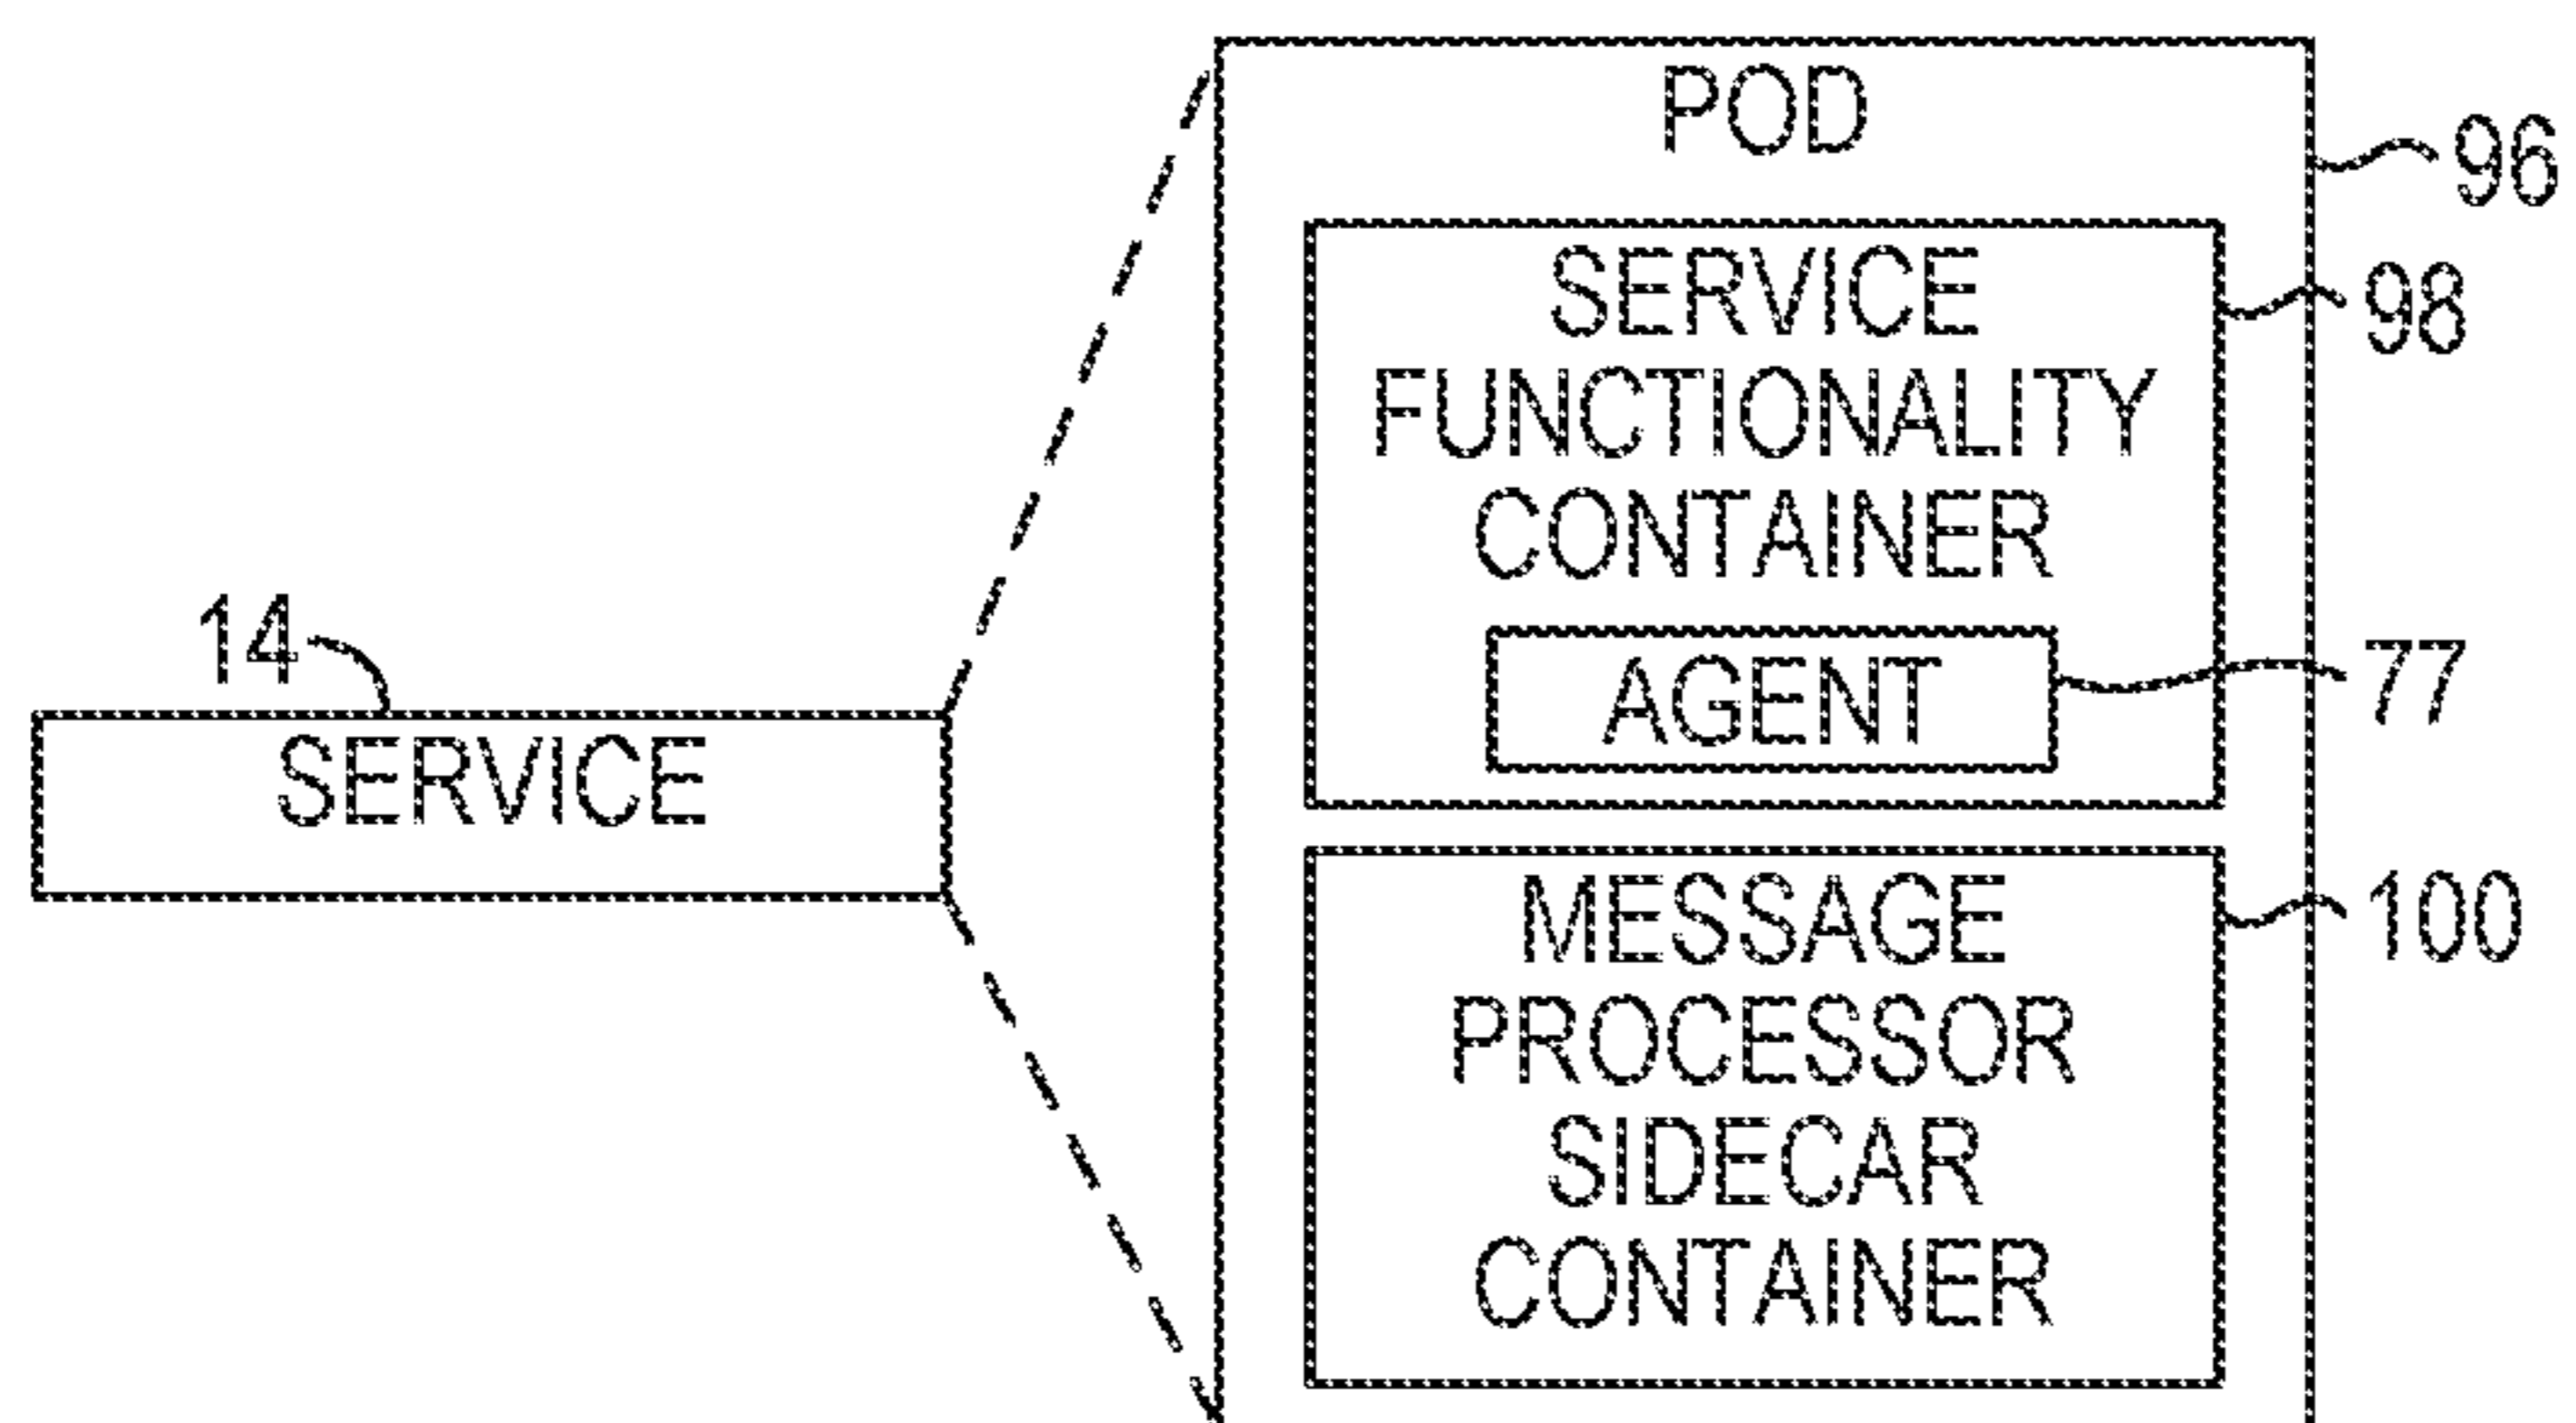 POD
96
SERVICE
FUNCTIONALITY
CONTAINER
98
AGENT
77
14
SERVICE
MESSAGE
PROCESSOR
SIDECAR
CONTAINER
100